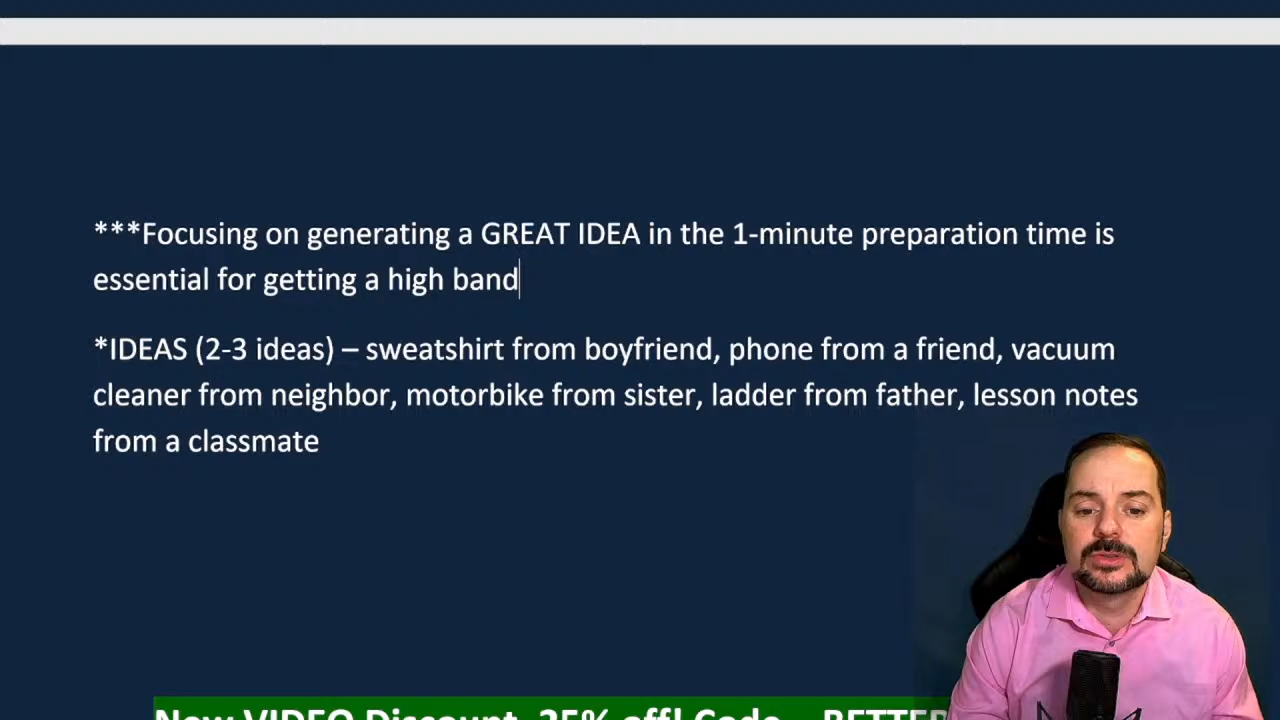 ***Focusing on generating a GREAT IDEA in the 1-minute preparation time is
essential for getting a high band
*IDEAS (2-3 ideas) – sweatshirt from boyfriend, phone from a friend, vacuum
cleaner from neighbor, motorbike from sister, ladder from father, lesson notes
from a classmate
New VIDEO Discount 25% off! Code – BETTER